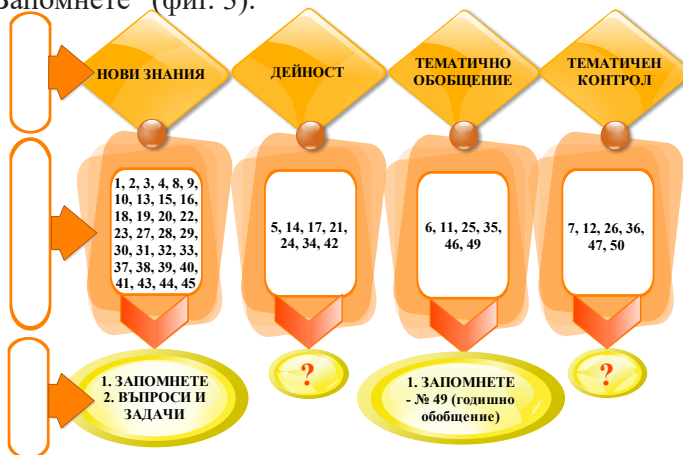 Запомнете“ (фиг. 3).
НОВИ ЗНАНИЯ
ДЕЙНОСТ
ТЕМАТИЧНО
ОБОБЩЕНИЕ
ТЕМАТИЧЕН
КОНТРОЛ
1, 2, 3, 4, 8, 9,
10, 13, 15, 16,
18, 19, 20, 22,
23, 27, 28, 29,
30, 31, 32, 33,
37, 38, 39, 40,
41, 43, 44, 45
5, 14, 17, 21,
24, 34, 42
6, 11, 25, 35,
46, 49
7, 12, 26, 36,
47, 50
1. ЗАПОМНЕТЕ
2. ВЪПРОСИ И
ЗАДАЧИ
?
1. ЗАПОМНЕТЕ
- № 49 (годишно
обобщение)
?